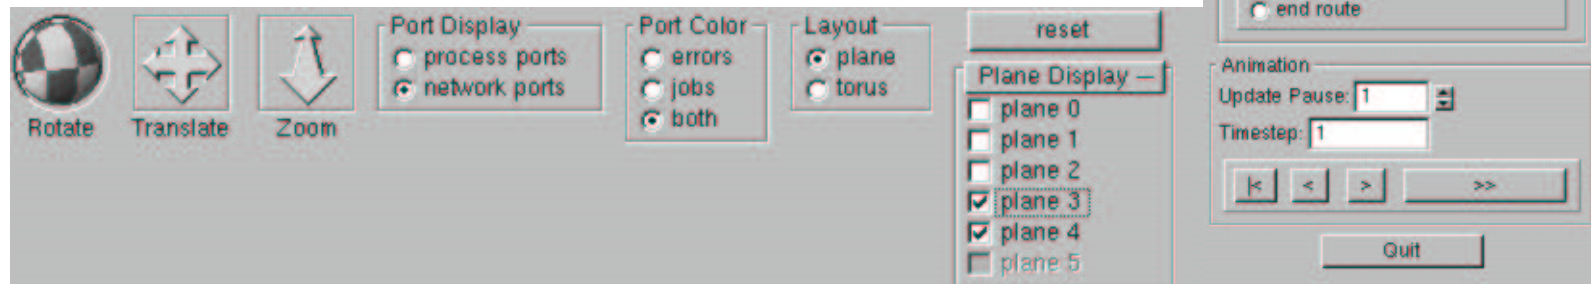 Rotate
Translate
Zoom
Port Display
process ports
network ports
Port Color
errors
jobs
both
Layout
plane
torus
reset
Plane Display
plane 0
plane 1
plane 2
plane 3
plane 4
plane 5
end route
Animation
Update Pause: 1
Timestep: 1
|< < > >>
Quit